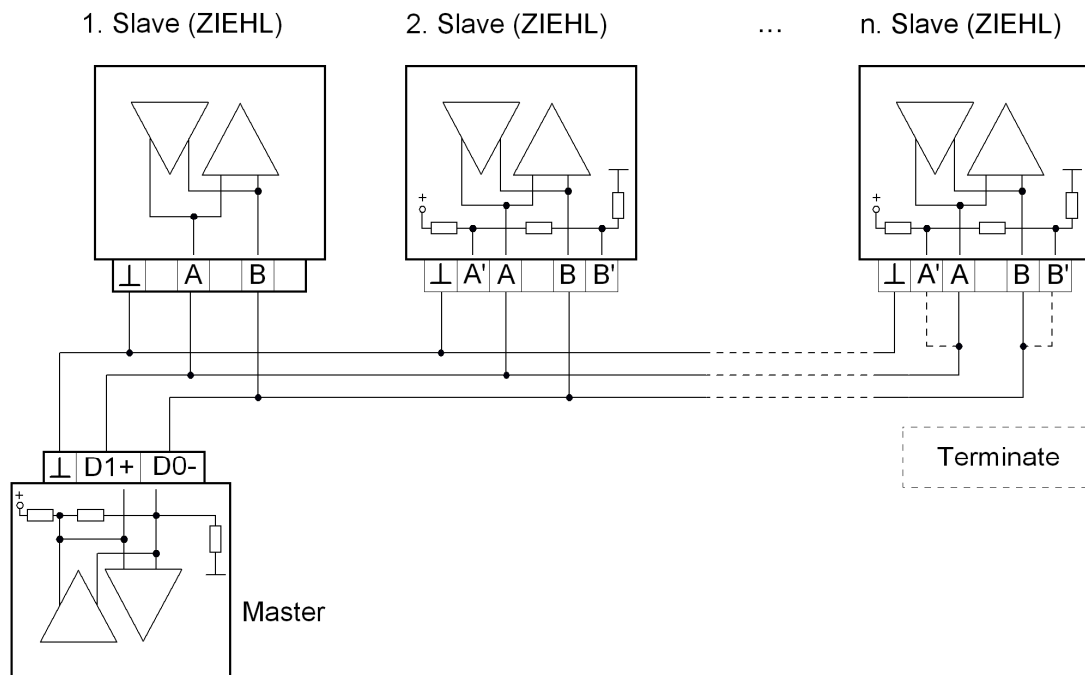 1. Slave (ZIEHL) 2. Slave (ZIEHL) ... n. Slave (ZIEHL)
+ +
⊥ A B ⊥ A' A B B' ⊥ A' A B B'
Terminate
⊥ D1+ D0-
+
Master